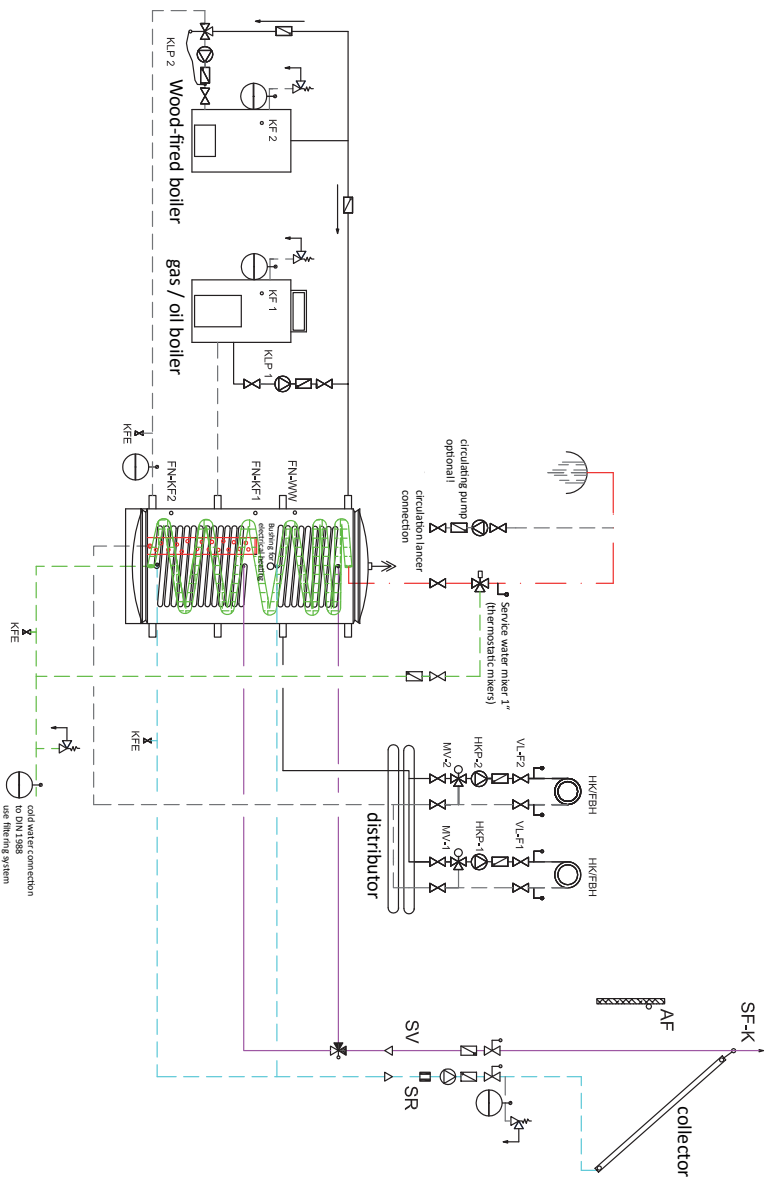 KLP 2
Wood-fired boiler
KF 2
gas / oil boiler
KF 1
KLP 1
KFE
FN-KF2
FN-KF1
FN-WW
Bushing for
electrical heating
circulating pump
optional!!
circulation lancer
connection
Service water mixer 1"
(thermostatic mixers)
KFE
KFE
cold water connection
to DIN 1988
use filtering system
HK/FBH
HK/FBH
VL-F2
HKP-2
MV-2
VL-F1
HKP-1
MV-1
distributor
AF
SF-K
collector
SV
SR